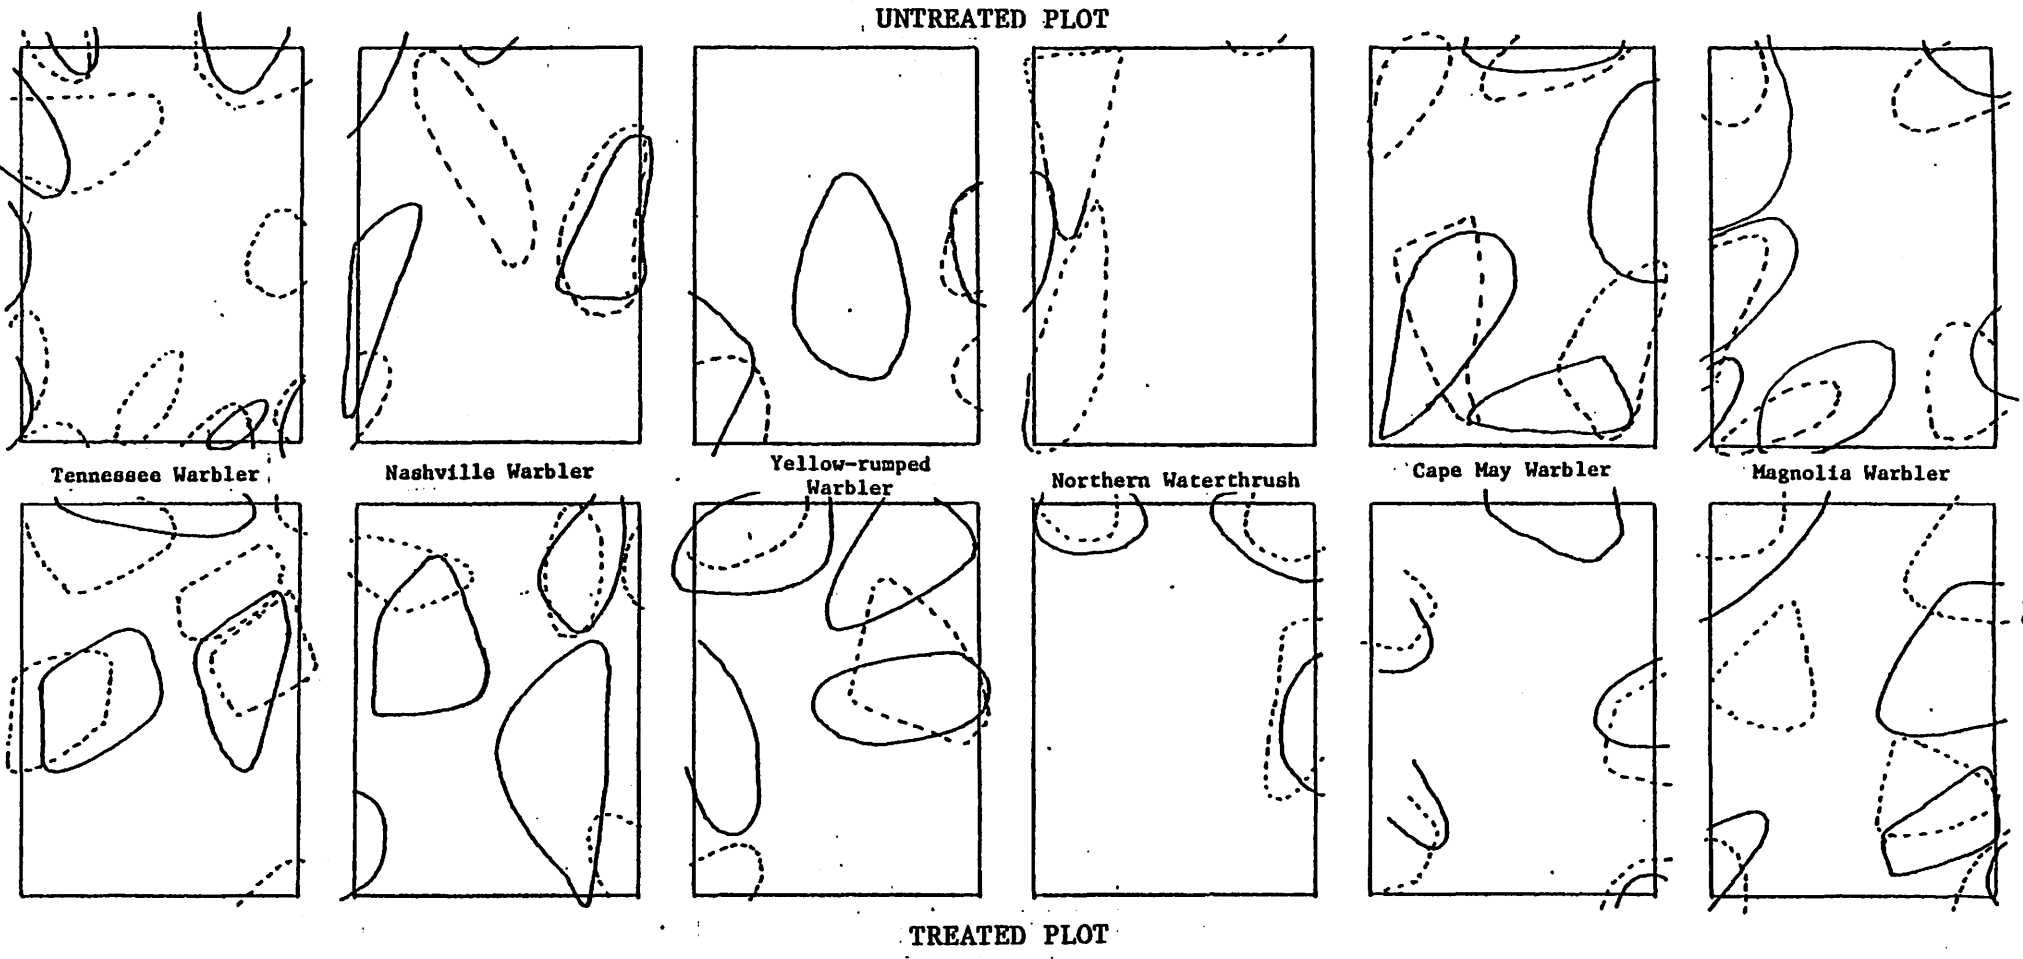 UNTREATED PLOT
Tennessee Warbler
Nashville Warbler
Yellow-rumped
Warbler
Northern Waterthrush
Cape May Warbler
Magnolia Warbler
TREATED PLOT